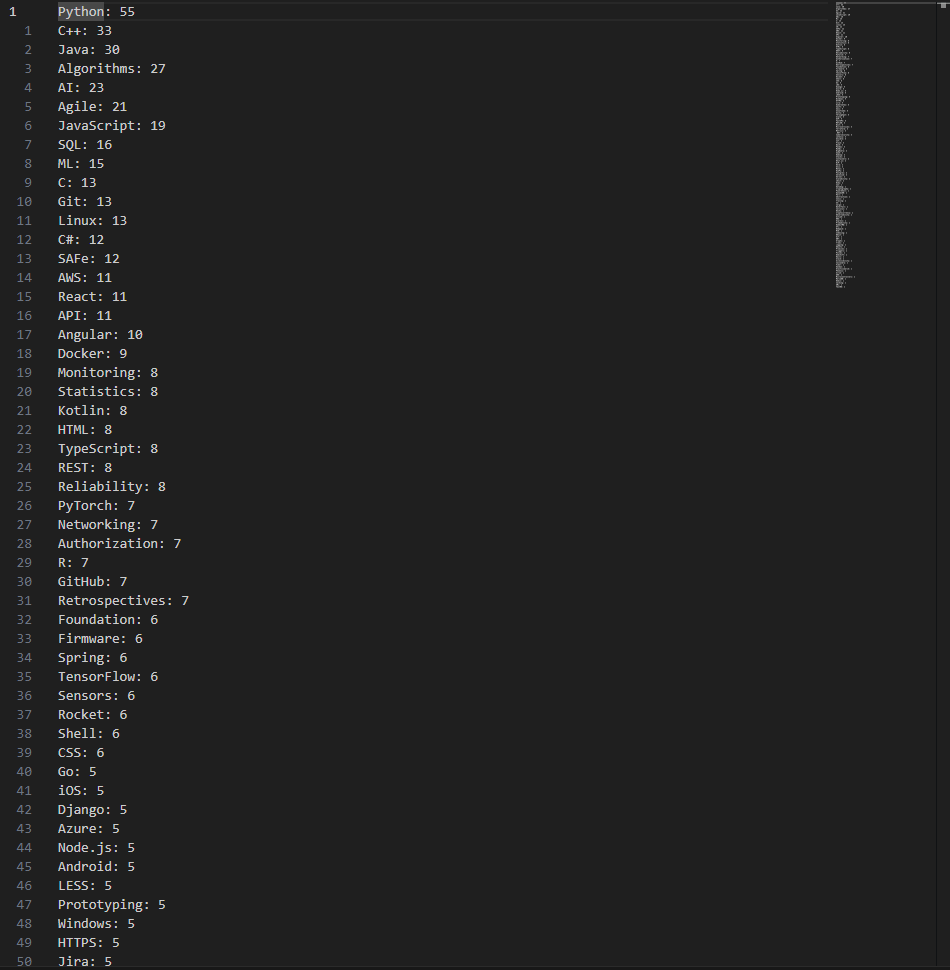 1 Python: 55
1 C++: 33
2 Java: 30
3 Algorithms: 27
4 AI: 23
5 Agile: 21
6 JavaScript: 19
7 SQL: 16
8 ML: 15
9 C: 13
10 Git: 13
11 Linux: 13
12 C#: 12
13 SAFe: 12
14 AWS: 11
15 React: 11
16 API: 11
17 Angular: 10
18 Docker: 9
19 Monitoring: 8
20 Statistics: 8
21 Kotlin: 8
22 HTML: 8
23 TypeScript: 8
24 REST: 8
25 Reliability: 8
26 PyTorch: 7
27 Networking: 7
28 Authorization: 7
29 R: 7
30 GitHub: 7
31 Retrospectives: 7
32 Foundation: 6
33 Firmware: 6
34 Spring: 6
35 TensorFlow: 6
36 Sensors: 6
37 Rocket: 6
38 Shell: 6
39 CSS: 6
40 Go: 5
41 iOS: 5
42 Django: 5
43 Azure: 5
44 Node.js: 5
45 Android: 5
46 LESS: 5
47 Prototyping: 5
48 Windows: 5
49 HTTPS: 5
50 Jira: 5